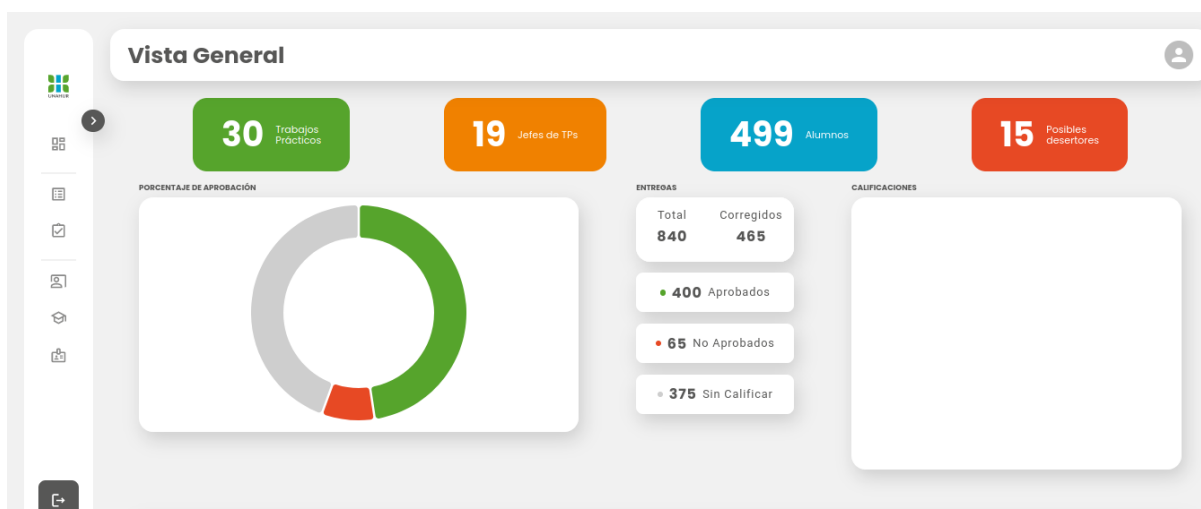 UNAHUR
Vista General
30 Trabajos
Prácticos
19 Jefes de TPs
499 Alumnos
15 Posibles
desertores
PORCENTAJE DE APROBACIÓN
ENTREGAS
CALIFICACIONES
Total Corregidos
840 465
400 Aprobados
65 No Aprobados
375 Sin Calificar